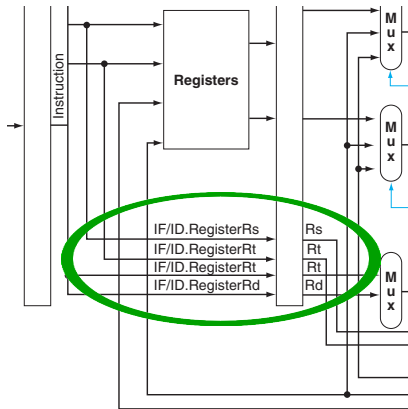 Instruction
Registers
M
u
x
M
u
x
IF/ID.RegisterRs
Rs
IF/ID.RegisterRt
Rt
IF/ID.RegisterRt
Rt
IF/ID.RegisterRd
Rd
M
u
x